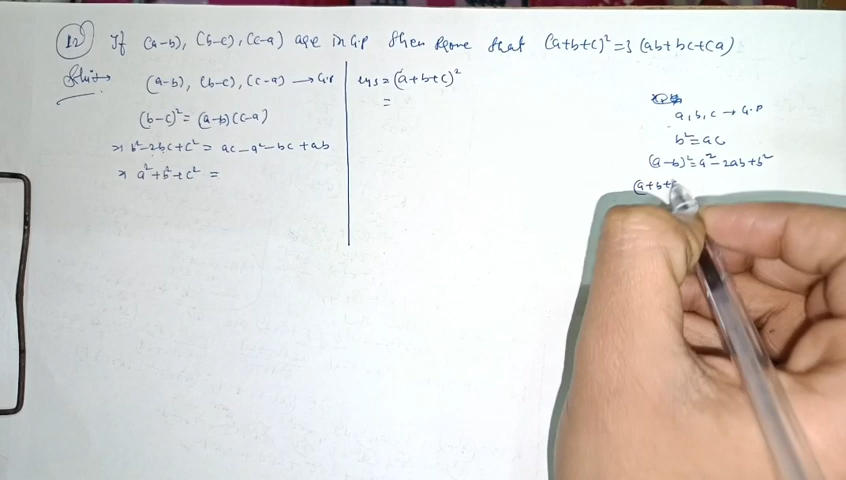 12) If (a-b), (b-c), (c-a) are in G.P then prove that (a+b+c)² = 3 (ab+bc+ca)
Soln →
(a-b), (b-c), (c-a) → G.P
(b-c)² = (a-b)(c-a)
⇒ b²-2bc+c² = ac-a²-bc+ab
⇒ a²+b²+c² =
LHS = (a+b+c)²
=
a, b, c → G.P
b² = ac
(a-b)² = a²-2ab+b²
(a+b+